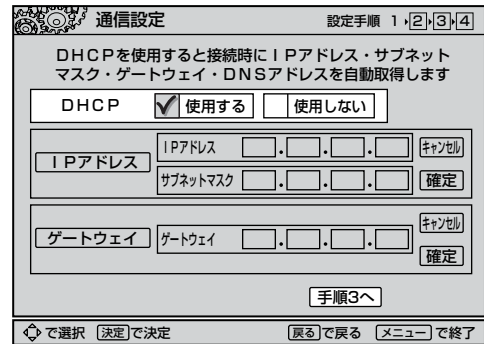 通信設定
設定手順 1 2 3 4
DHCPを使用すると接続時にIPアドレス・サブネット
マスク・ゲートウェイ・DNSアドレスを自動取得します
DHCP 使用する 使用しない
IPアドレス
IPアドレス . . . キャンセル
サブネットマスク . . . 確定
ゲートウェイ
ゲートウェイ . . . キャンセル
確定
手順3へ
で選択 決定で決定 戻るで戻る メニューで終了